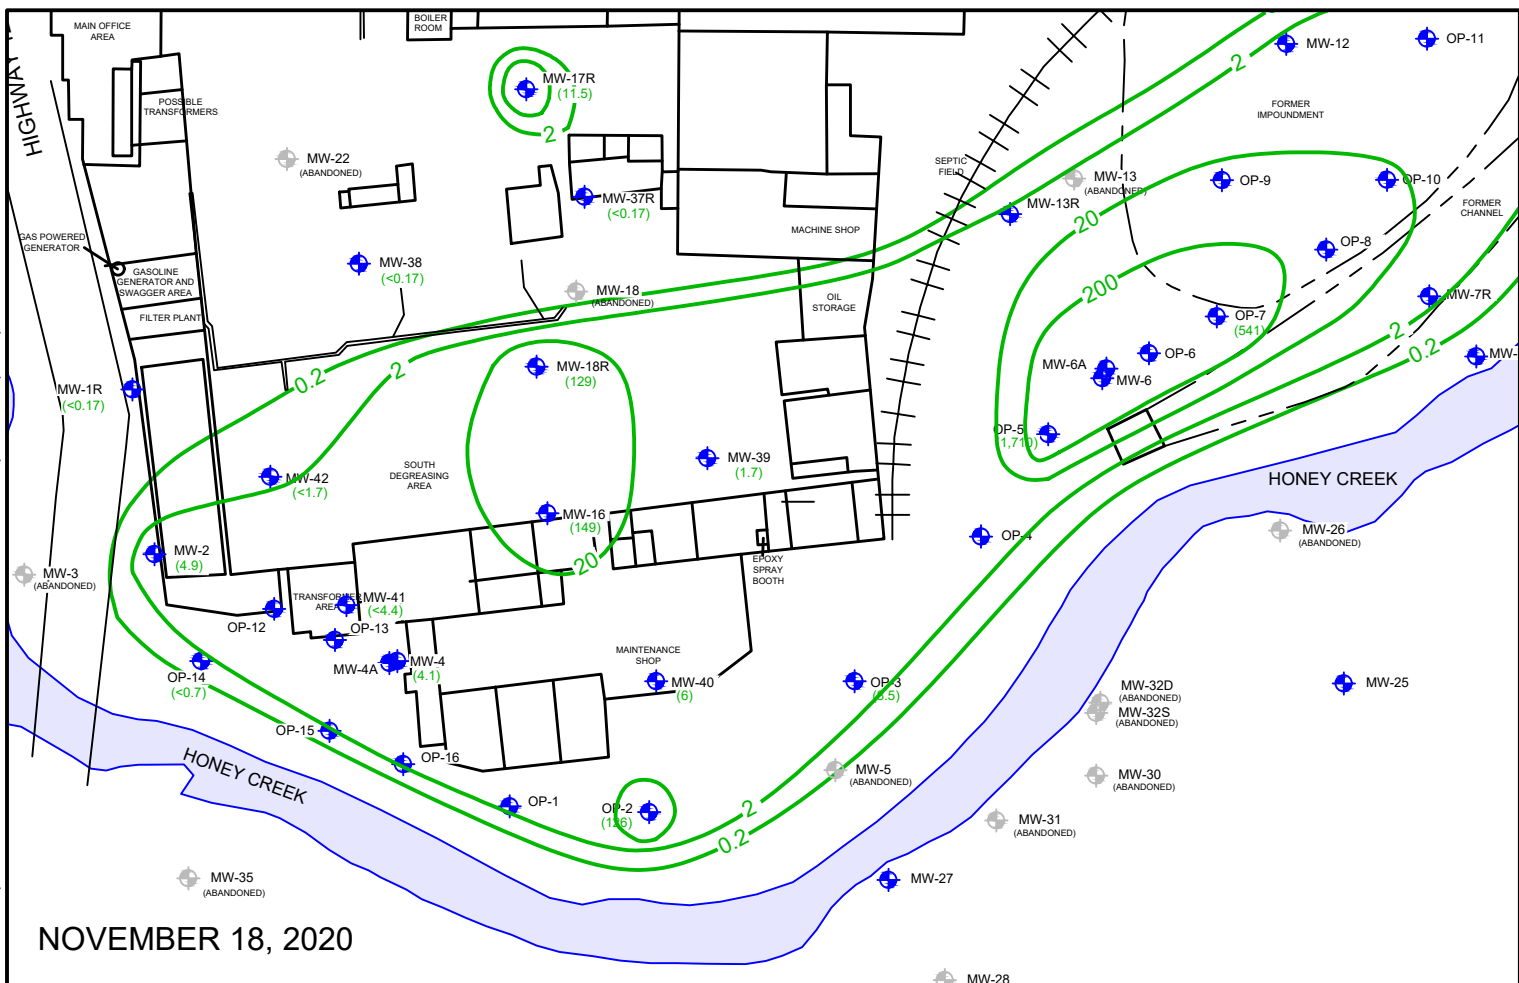 MAIN OFFICE
AREA
BOILER
ROOM
HIGHWAY
POSSIBLE
TRANSFORMERS
MW-17R
(11.5)
2
MW-12
OP-11
2
FORMER
IMPOUNDMENT
MW-22
(ABANDONED)
SEPTIC
FIELD
MW-13
(ABANDONED)
OP-9
OP-10
MW-37R
(<0.17)
MW-13R
20
FORMER
CHANNEL
MACHINE SHOP
GAS POWERED
GENERATOR
OP-8
MW-38
(<0.17)
GASOLINE
GENERATOR AND
SWAGGER AREA
MW-18
(ABANDONED)
OIL
STORAGE
200
MW-7R
FILTER PLANT
OP-7
(541)
2
0.2
OP-6
MW-
MW-6A
MW-6
0.2
2
MW-18R
(129)
MW-1R
(<0.17)
OP-5
(1,710)
MW-39
(1.7)
SOUTH
DEGREASING
AREA
MW-42
(<1.7)
HONEY CREEK
MW-16
(149)
MW-26
(ABANDONED)
OP-4
MW-2
(4.9)
20
EPOXY
SPRAY
BOOTH
MW-3
(ABANDONED)
TRANSFORMER
AREA
MW-41
(<4.4)
OP-12
OP-13
MAINTENANCE
SHOP
MW-4A
MW-4
(4.1)
OP-14
(<0.7)
MW-40
(6)
OP-3
(5.5)
MW-32D
(ABANDONED)
MW-32S
(ABANDONED)
MW-25
OP-15
OP-16
HONEY CREEK
MW-5
(ABANDONED)
MW-30
(ABANDONED)
OP-1
OP-2
(126)
2
0.2
MW-31
(ABANDONED)
MW-35
(ABANDONED)
MW-27
NOVEMBER 18, 2020
MW-28